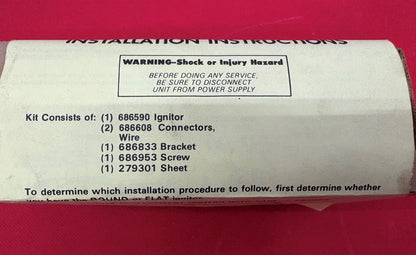 INSTALLATION INSTRUCTIONS
WARNING–Shock or Injury Hazard
BEFORE DOING ANY SERVICE,
BE SURE TO DISCONNECT
UNIT FROM POWER SUPPLY
Kit Consists of: (1) 686590 Ignitor
(2) 686608 Connectors,
Wire
(1) 686833 Bracket
(1) 686953 Screw
(1) 279301 Sheet
To determine which installation procedure to follow, first determine whether
you have the ROUND or FLAT ignitor.